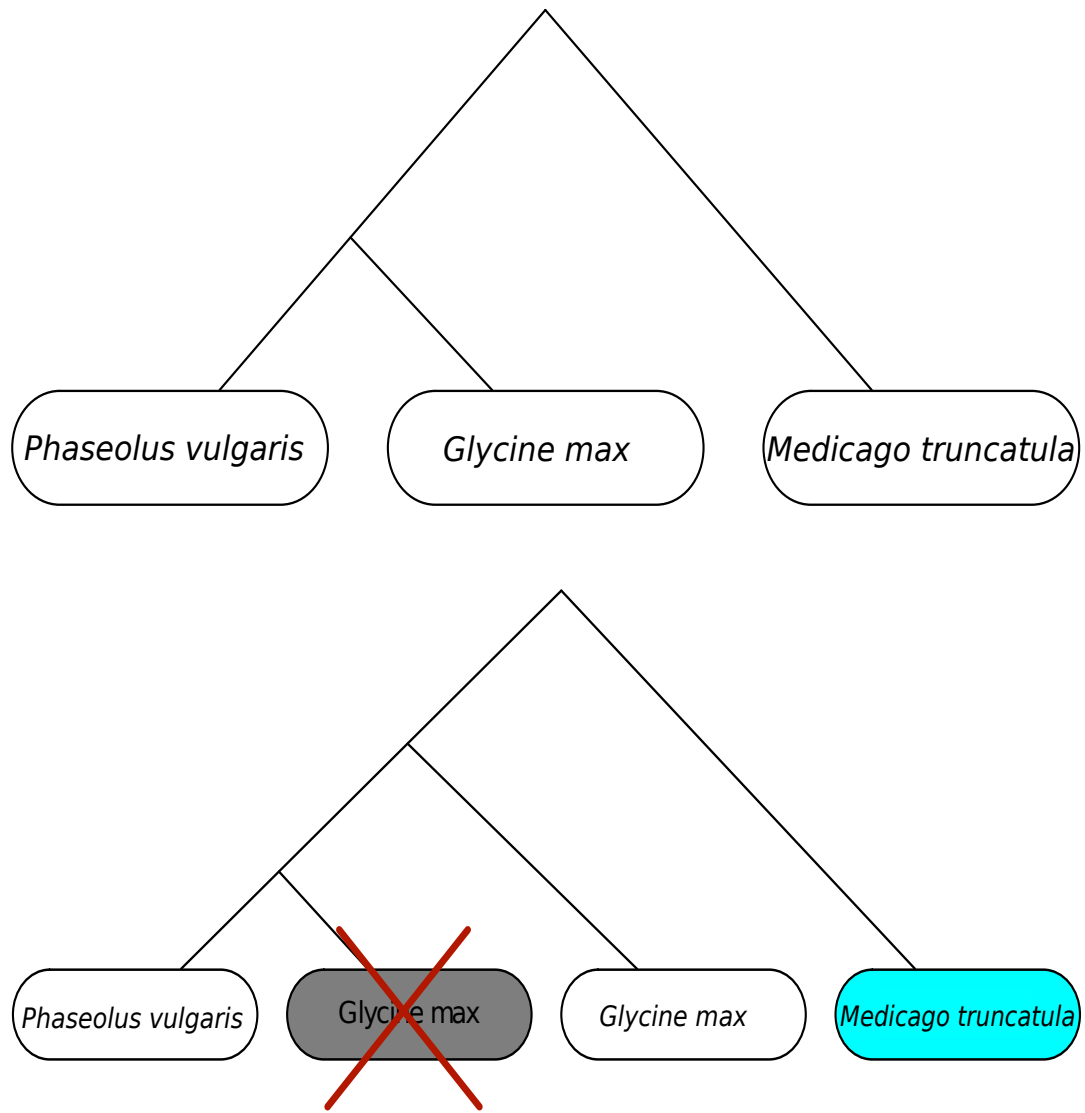 Phaseolus vulgaris
Glycine max
Medicago truncatula
Phaseolus vulgaris
Glycine max
Glycine max
Medicago truncatula